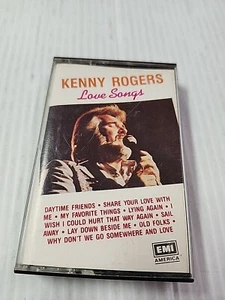 KENNY ROGERS
Love Songs
DAYTIME FRIENDS • SHARE YOUR LOVE WITH
ME • MY FAVORITE THINGS • LYING AGAIN • I
WISH I COULD HURT THAT WAY AGAIN • SAIL
AWAY • LAY DOWN BESIDE ME • OLD FOLKS •
WHY DON'T WE GO SOMEWHERE AND LOVE
EMI
AMERICA